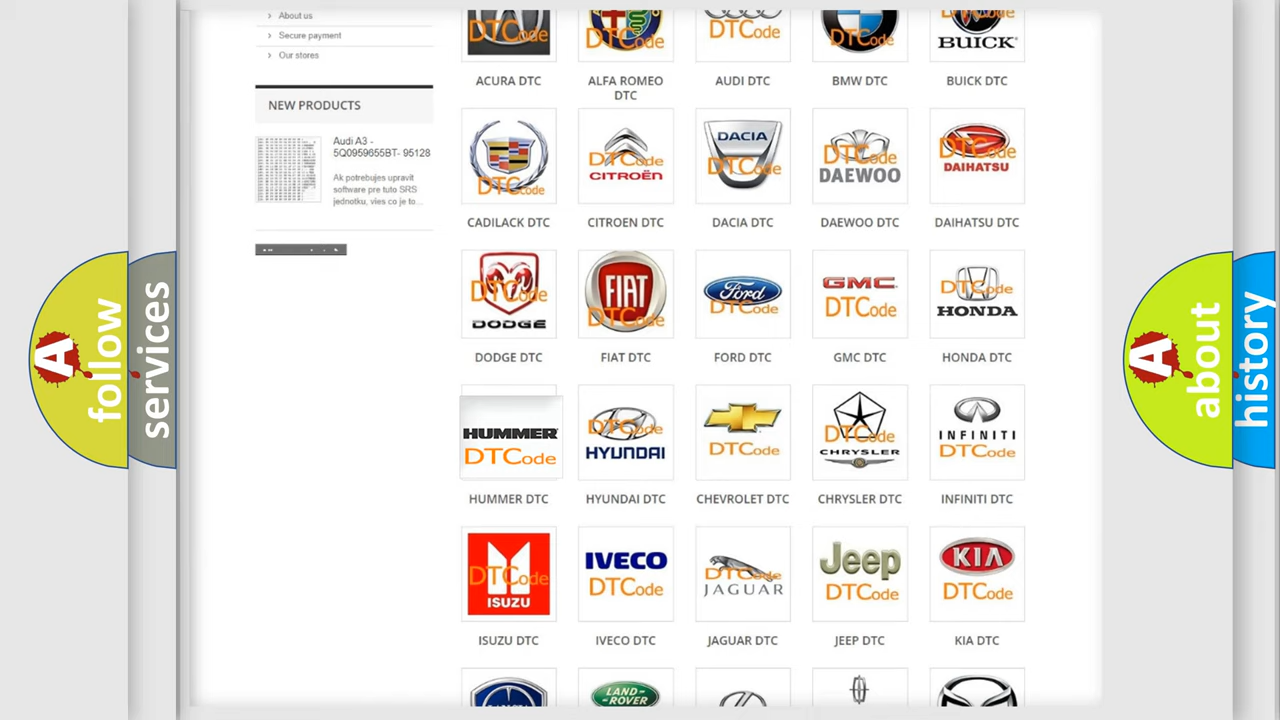 About us
Secure payment
Our stores
NEW PRODUCTS
Audi A3 -
5Q0959655BT- 95128
Ak potrebujes upravit
software pre tuto SRS
jednotku, vies co je to...
A follow
services
DTCode
DTCode
DTCode
DTCode
BUICK
ACURA DTC
ALFA ROMEO
DTC
AUDI DTC
BMW DTC
BUICK DTC
DTCode
DTCode
CITROËN
DACIA
DTCode
DTCode
DAEWOO
DTCode
DAIHATSU
CADILACK DTC
CITROEN DTC
DACIA DTC
DAEWOO DTC
DAIHATSU DTC
DTCode
DODGE
FIAT
DTCode
Ford
DTCode
GMC
DTCode
DTCode
HONDA
DODGE DTC
FIAT DTC
FORD DTC
GMC DTC
HONDA DTC
HUMMER
DTCode
DTCode
HYUNDAI
DTCode
DTCode
CHRYSLER
INFINITI
DTCode
HUMMER DTC
HYUNDAI DTC
CHEVROLET DTC
CHRYSLER DTC
INFINITI DTC
DTCode
ISUZU
IVECO
DTCode
DTCode
JAGUAR
Jeep
DTCode
KIA
DTCode
ISUZU DTC
IVECO DTC
JAGUAR DTC
JEEP DTC
KIA DTC
LAND-
ROVER
A about
history